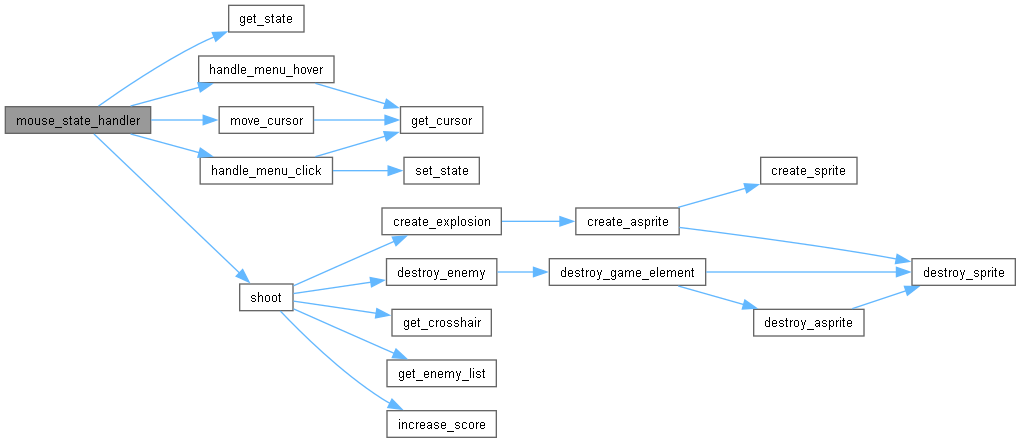 get_state
handle_menu_hover
mouse_state_handler
move_cursor
get_cursor
handle_menu_click
set_state
create_sprite
create_explosion
create_asprite
destroy_enemy
destroy_game_element
destroy_sprite
shoot
get_crosshair
destroy_asprite
get_enemy_list
increase_score